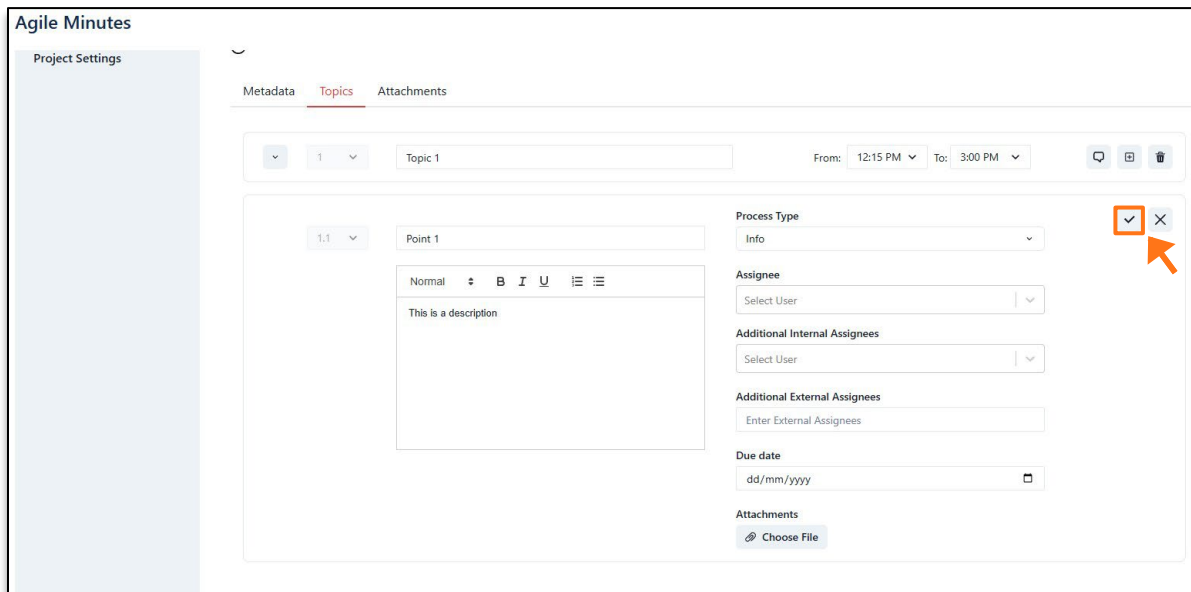 Agile Minutes
Project Settings
Metadata Topics Attachments
1 Topic 1 From: 12:15 PM To: 3:00 PM
Process Type
1.1 Point 1 Info
Normal B I U
Assignee
Select User
This is a description
Additional Internal Assignees
Select User
Additional External Assignees
Enter External Assignees
Due date
dd/mm/yyyy
Attachments
Choose File